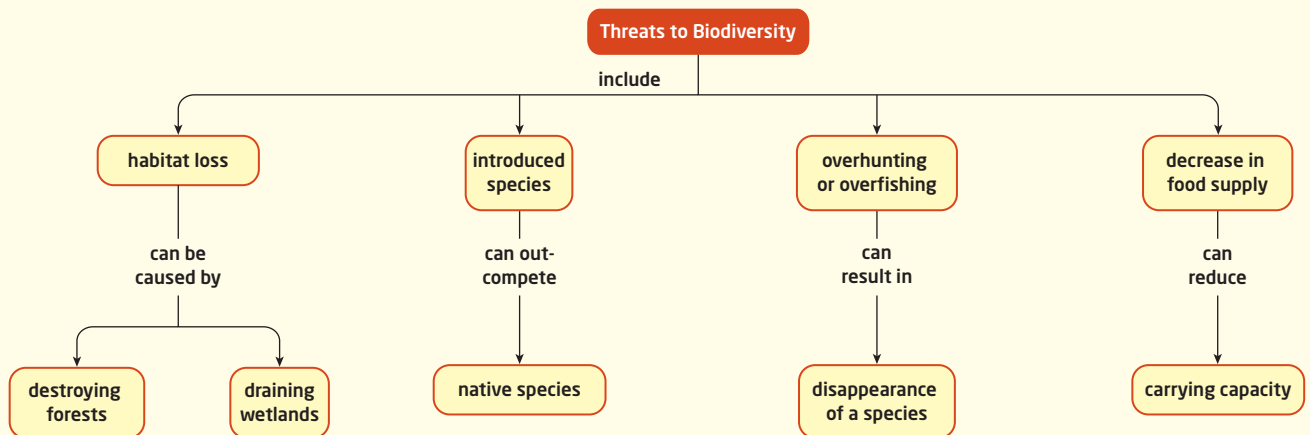 Threats to Biodiversity
include
habitat loss
introduced
species
overhunting
or overfishing
decrease in
food supply
can be
caused by
can out-
compete
can
result in
can
reduce
destroying
forests
draining
wetlands
native species
disappearance
of a species
carrying capacity